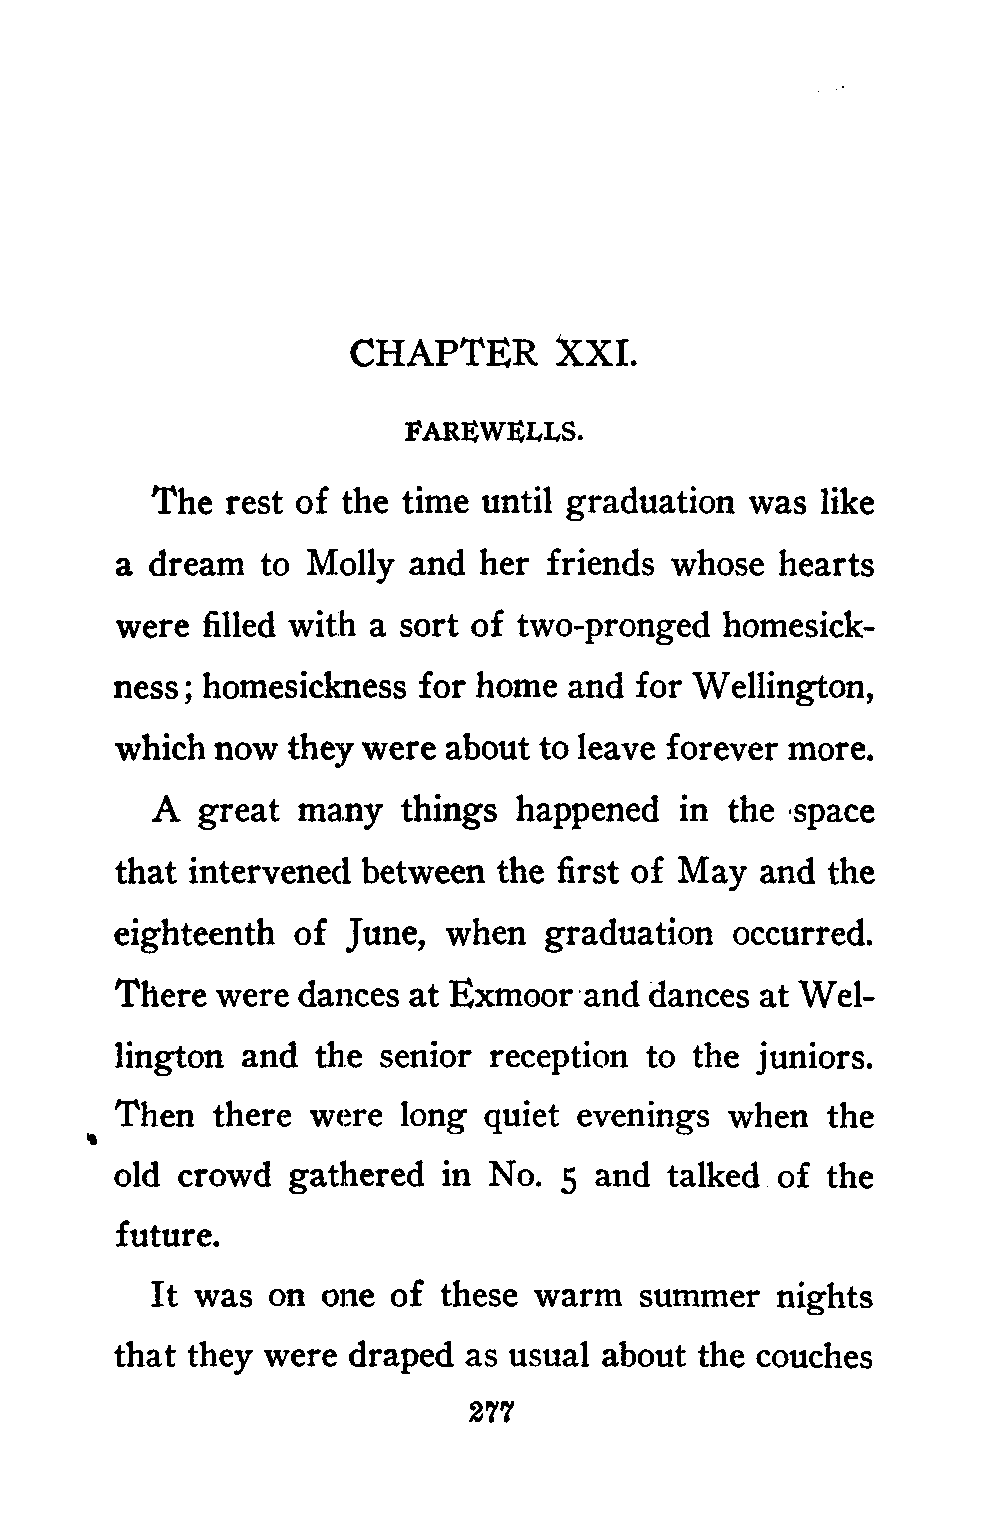 CHAPTER XXI.
FAREWELLS.
The rest of the time until graduation was like
a dream to Molly and her friends whose hearts
were filled with a sort of two-pronged homesick-
ness; homesickness for home and for Wellington,
which now they were about to leave forever more.
A great many things happened in the space
that intervened between the first of May and the
eighteenth of June, when graduation occurred.
There were dances at Exmoor and dances at Wel-
lington and the senior reception to the juniors.
Then there were long quiet evenings when the
old crowd gathered in No. 5 and talked of the
future.
It was on one of these warm summer nights
that they were draped as usual about the couches
277